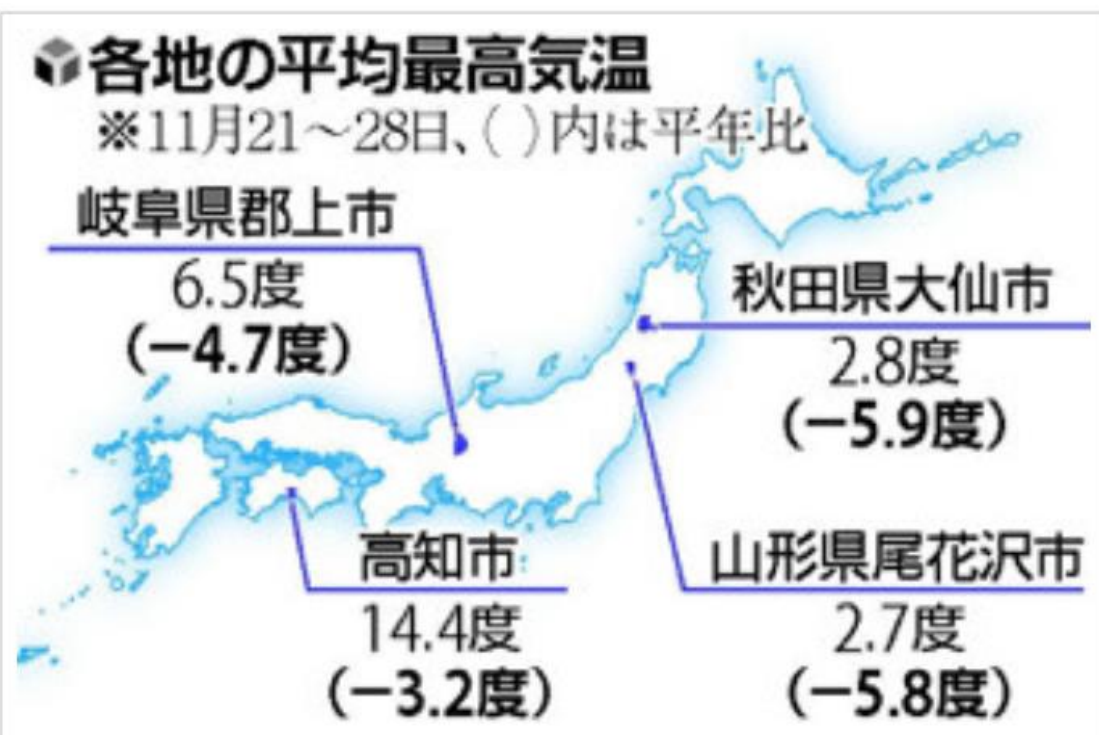 各地の平均最高気温
※11月21～28日、( )内は平年比
岐阜県郡上市
6.5度
(−4.7度)
秋田県大仙市
2.8度
(−5.9度)
高知市
14.4度
(−3.2度)
山形県尾花沢市
2.7度
(−5.8度)